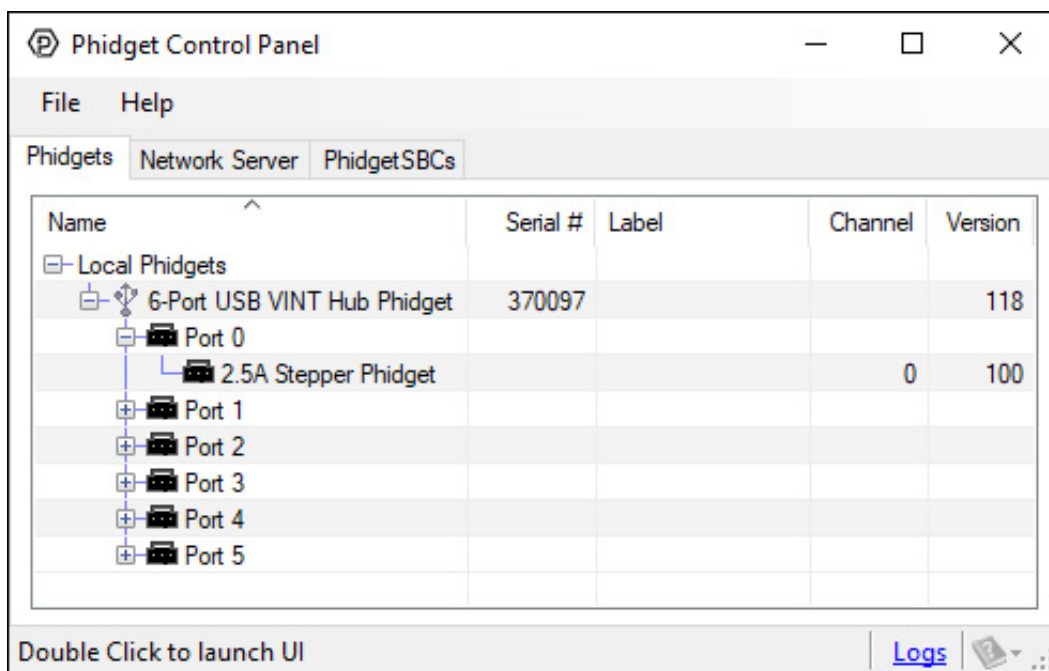 Phidget Control Panel
File Help
Phidgets Network Server PhidgetSBCs
Name Serial # Label Channel Version
Local Phidgets
6-Port USB VINT Hub Phidget 370097 118
Port 0
2.5A Stepper Phidget 0 100
Port 1
Port 2
Port 3
Port 4
Port 5
Double Click to launch UI Logs